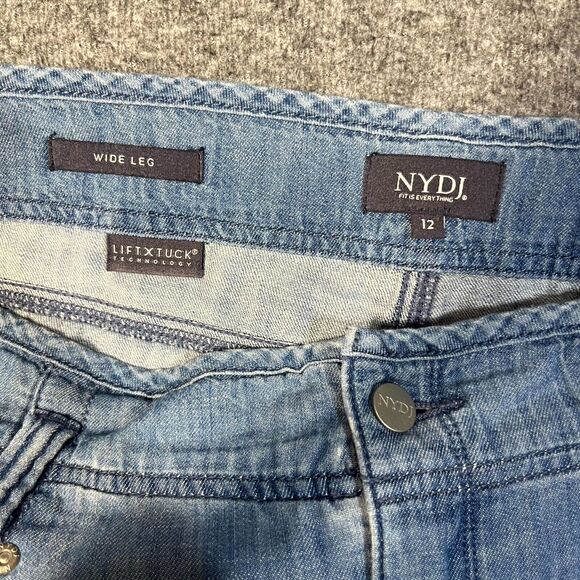 WIDE LEG
NYDJ®
FIT IS EVERYTHING
12
LIFTXTUCK®
TECHNOLOGY
NYDJ